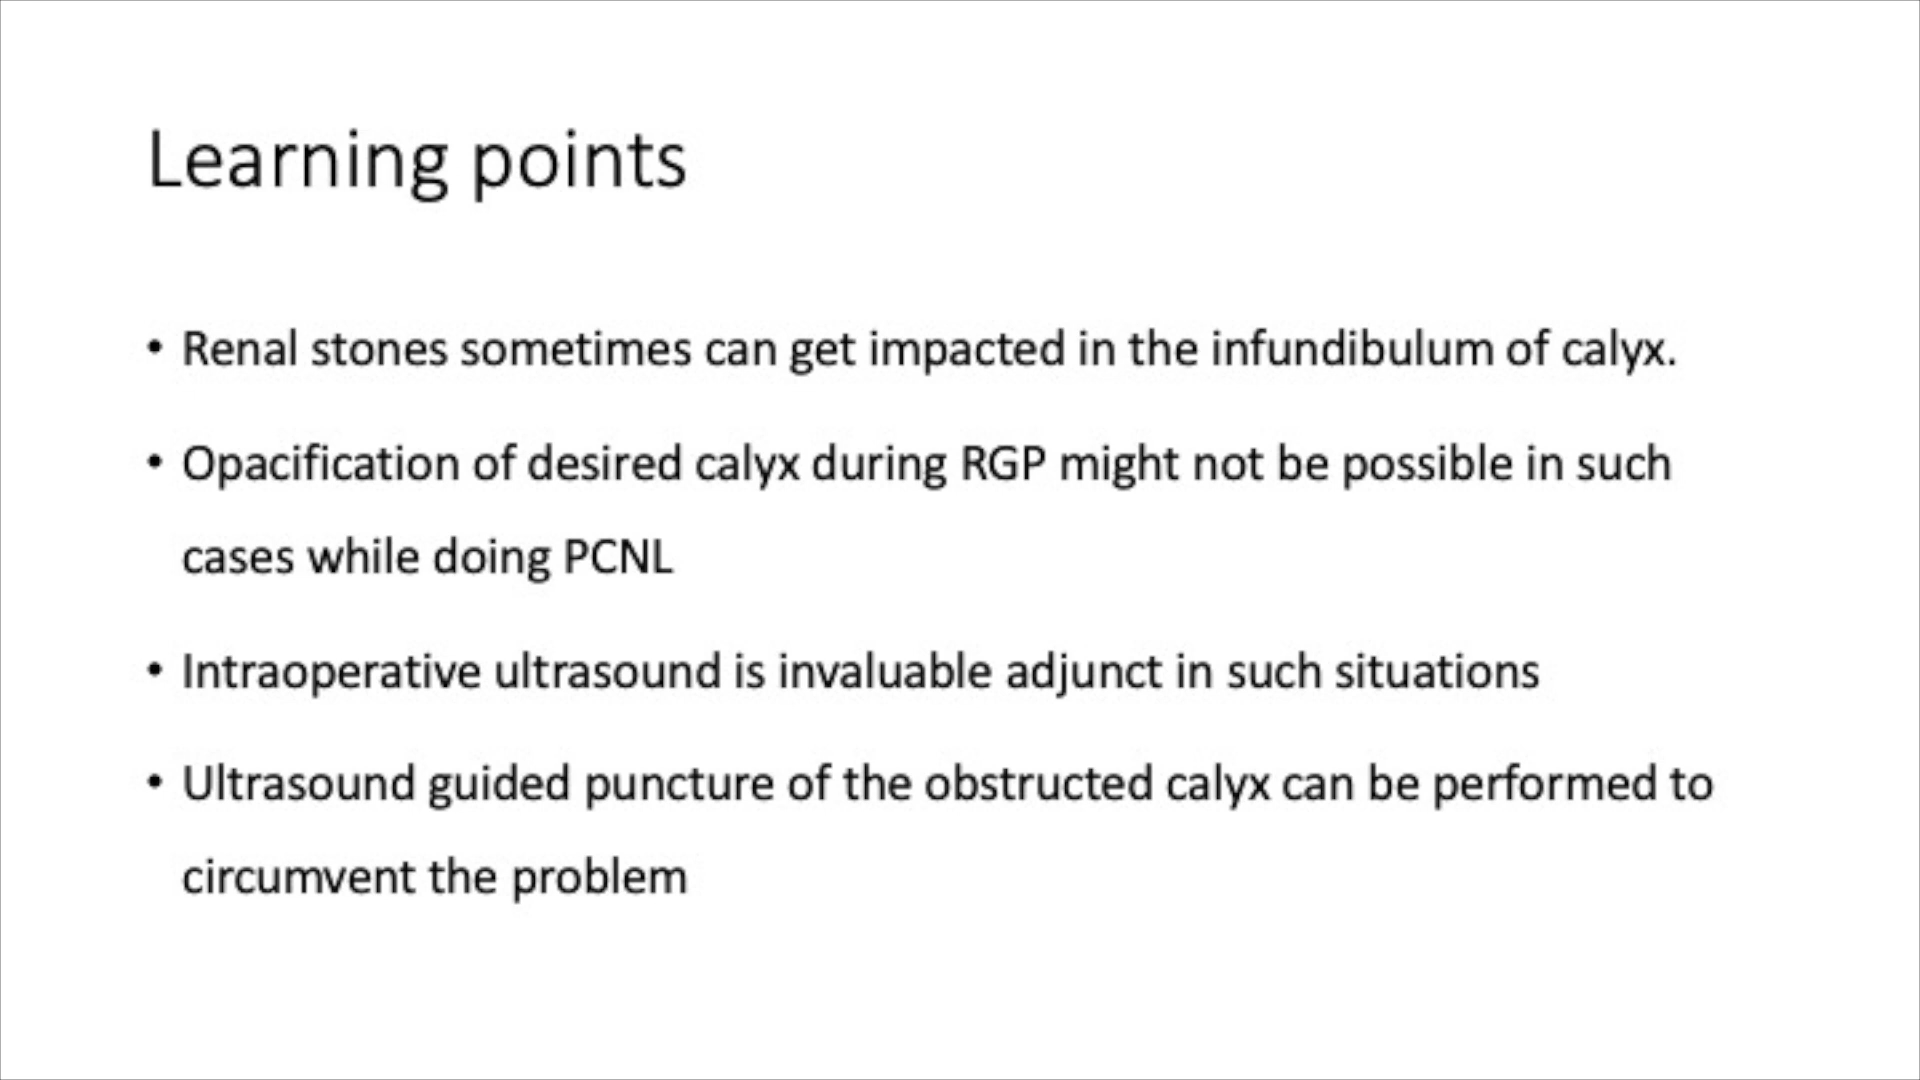 Learning points
• Renal stones sometimes can get impacted in the infundibulum of calyx.
• Opacification of desired calyx during RGP might not be possible in such
cases while doing PCNL
• Intraoperative ultrasound is invaluable adjunct in such situations
• Ultrasound guided puncture of the obstructed calyx can be performed to
circumvent the problem